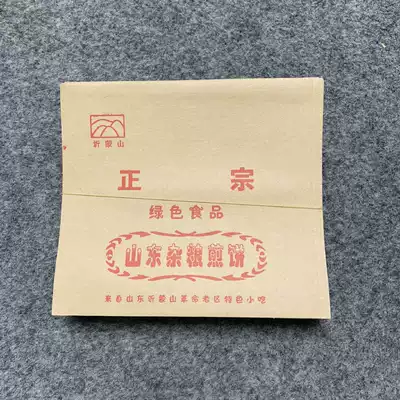 沂蒙山
正宗
绿色食品
山东杂粮煎饼
来自山东沂蒙山革命老区特色小吃